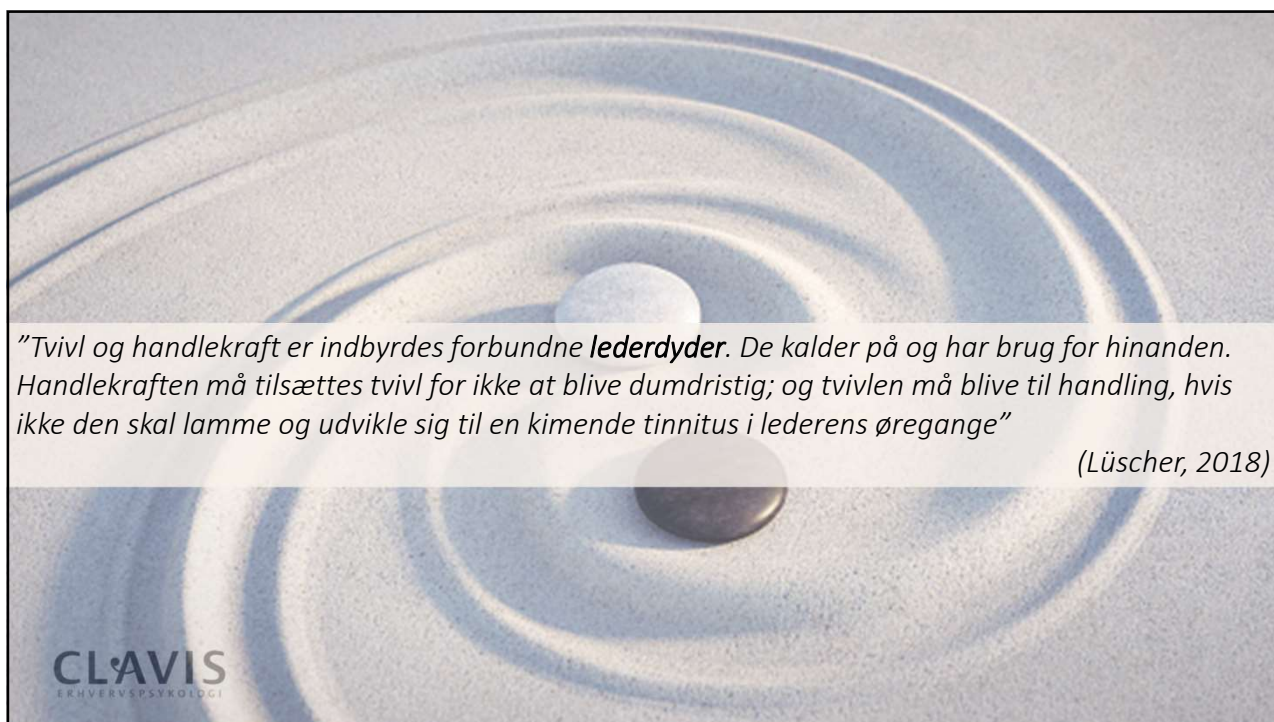 ”Tvivl og handlekraft er indbyrdes forbundne lederdyder. De kalder på og har brug for hinanden.
Handlekraften må tilsættes tvivl for ikke at blive dumdristig; og tvivlen må blive til handling, hvis
ikke den skal lamme og udvikle sig til en kimende tinnitus i lederens øregange”
(Lüscher, 2018)
CLAVIS
ERHVERVSPSYKOLOGI